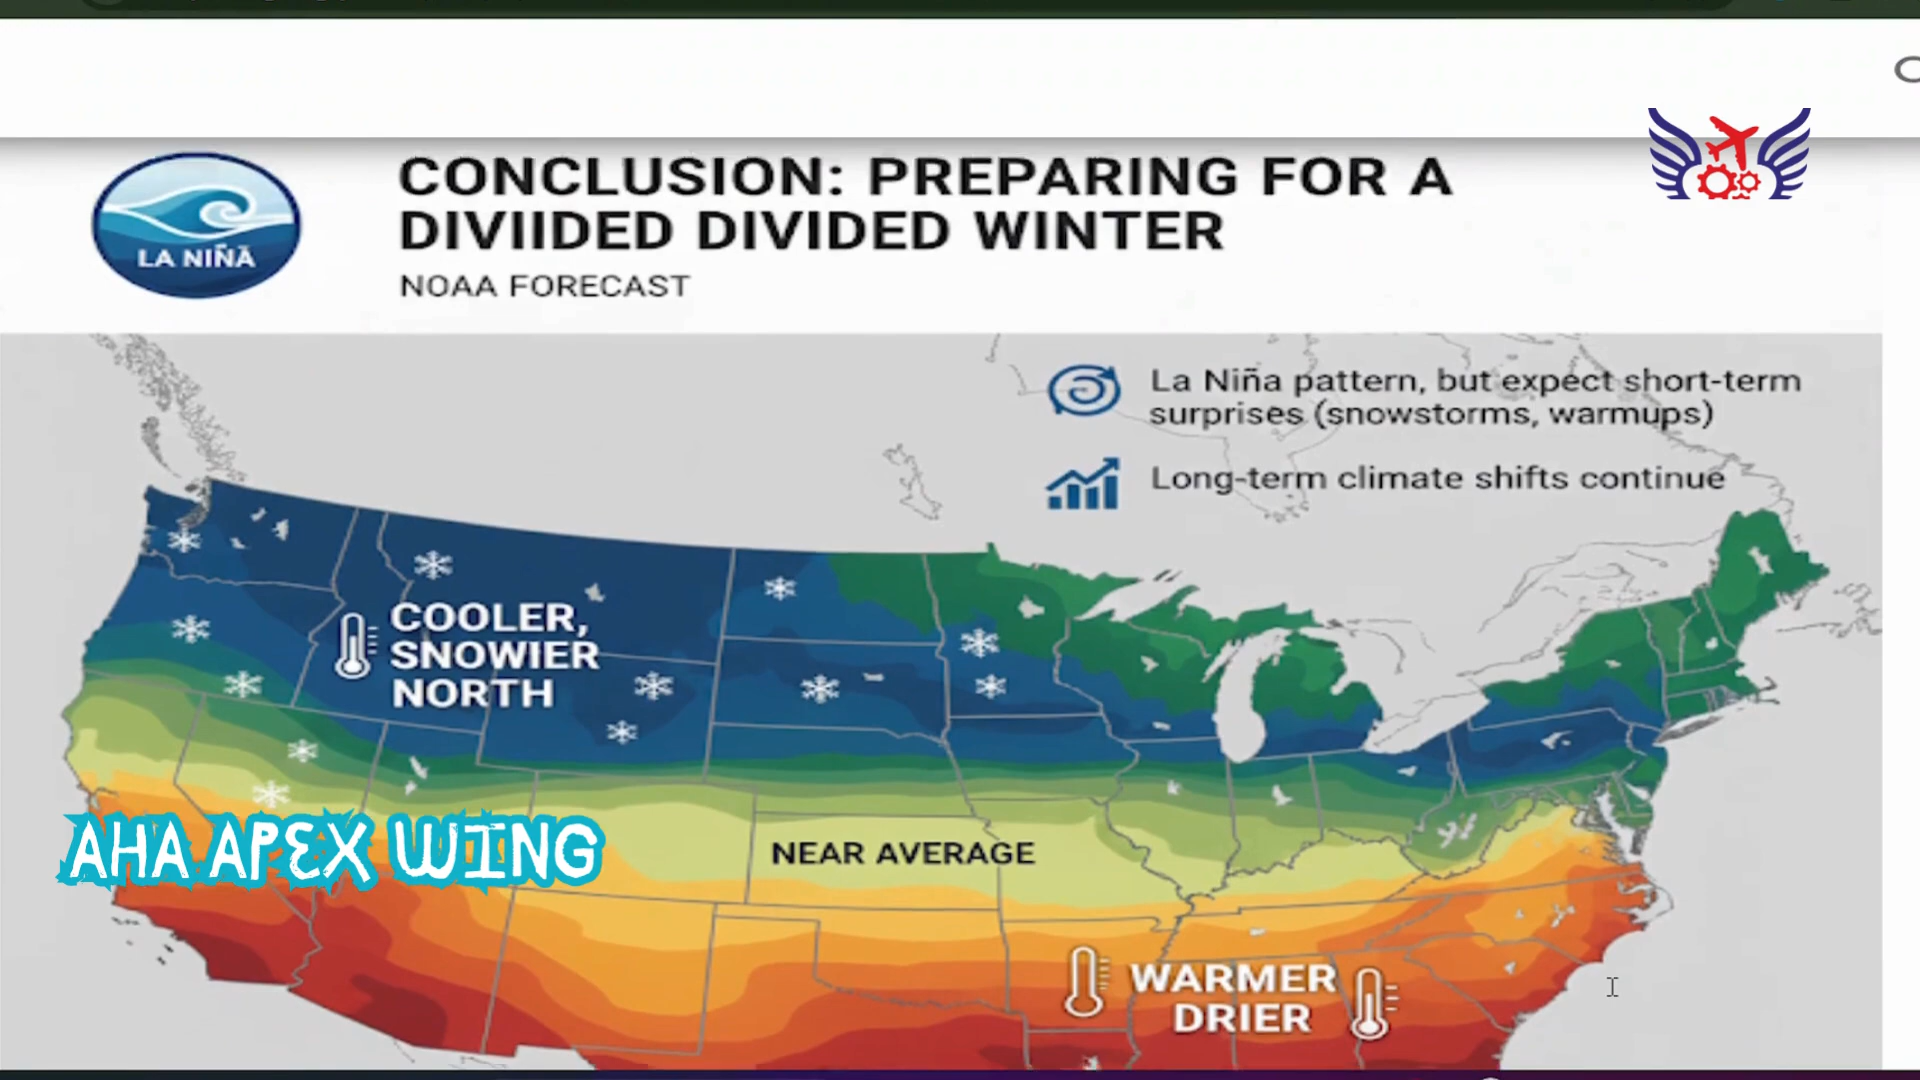 CONCLUSION: PREPARING FOR A
DIVIIDED DIVIDED WINTER
LA NIÑĀ
NOAA FORECAST
La Niña pattern, but expect short-term
surprises (snowstorms, warmups)
Long-term climate shifts continue
COOLER,
SNOWIER
NORTH
AHA APEX WING
NEAR AVERAGE
WARMER
DRIER